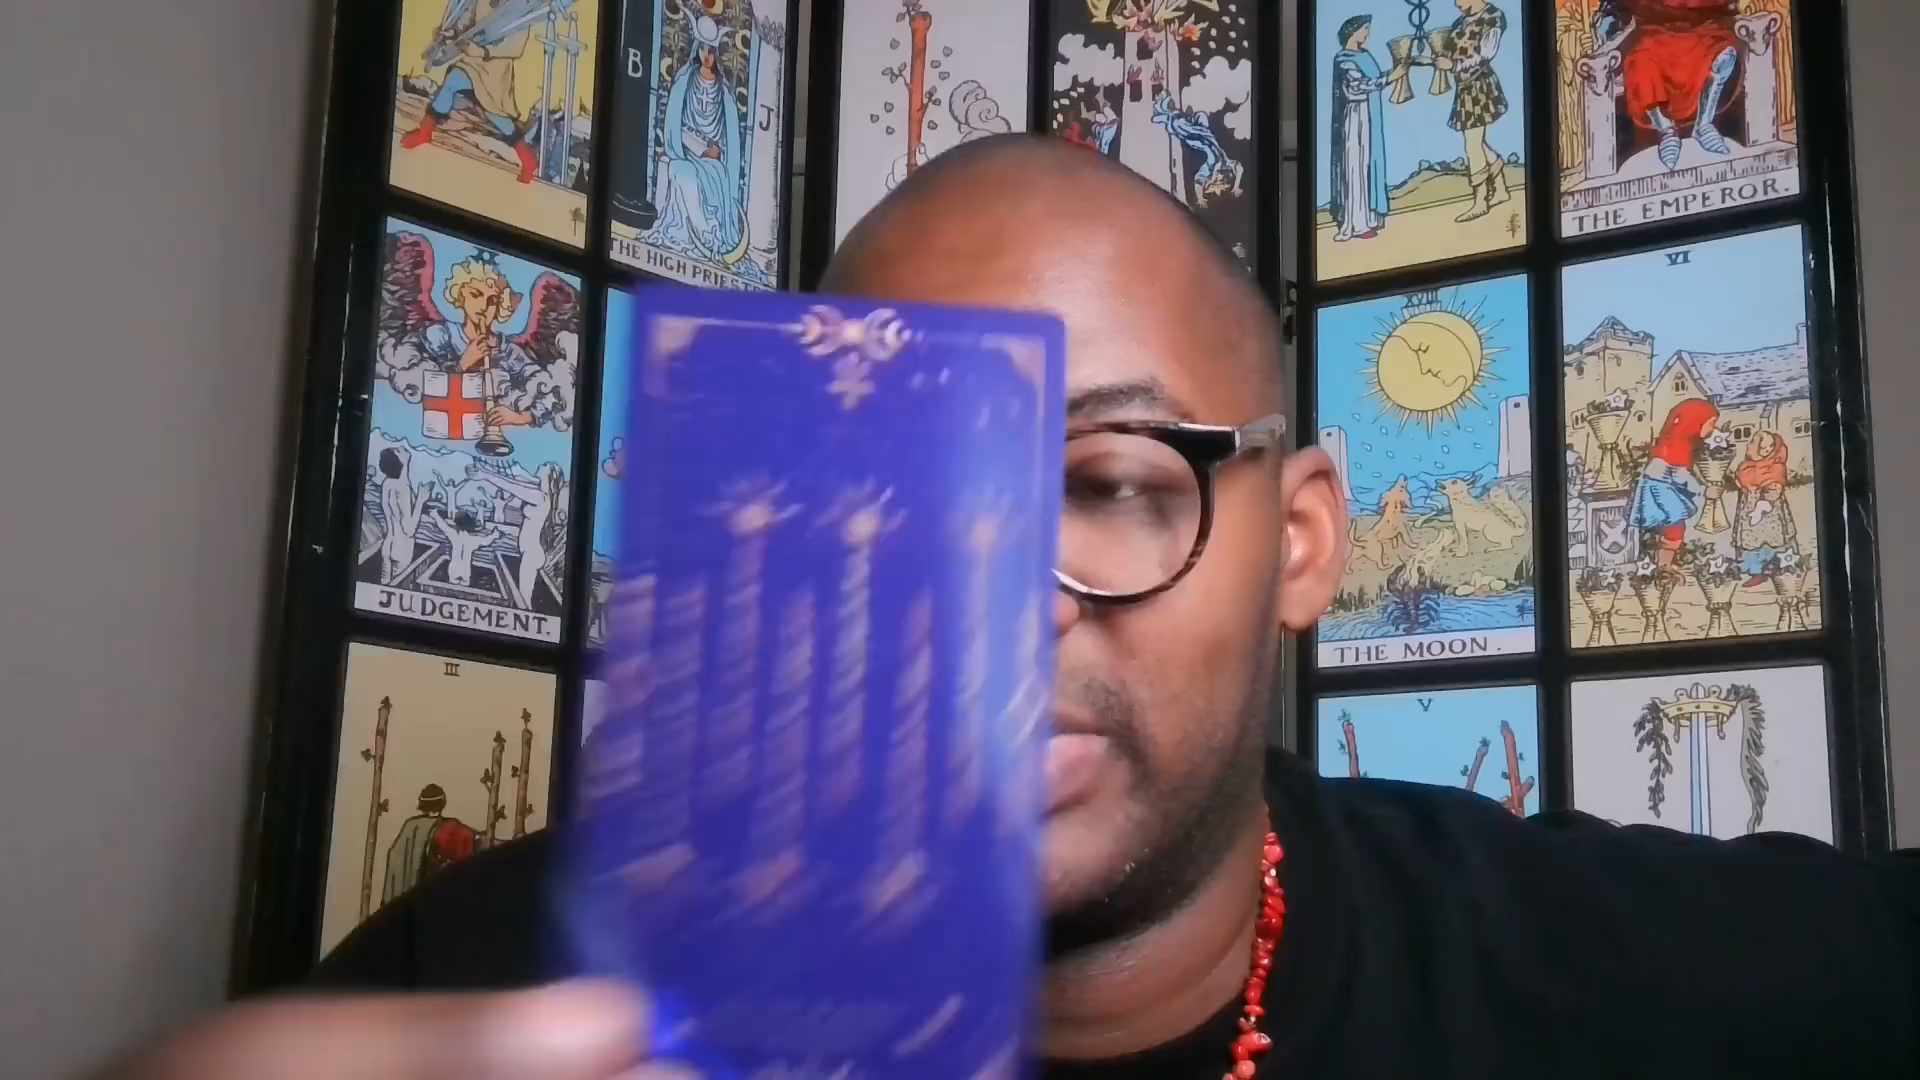 B
J
THE HIGH PRIEST
THE EMPEROR.
VI
XVIII
JUDGEMENT.
THE MOON.
III
V